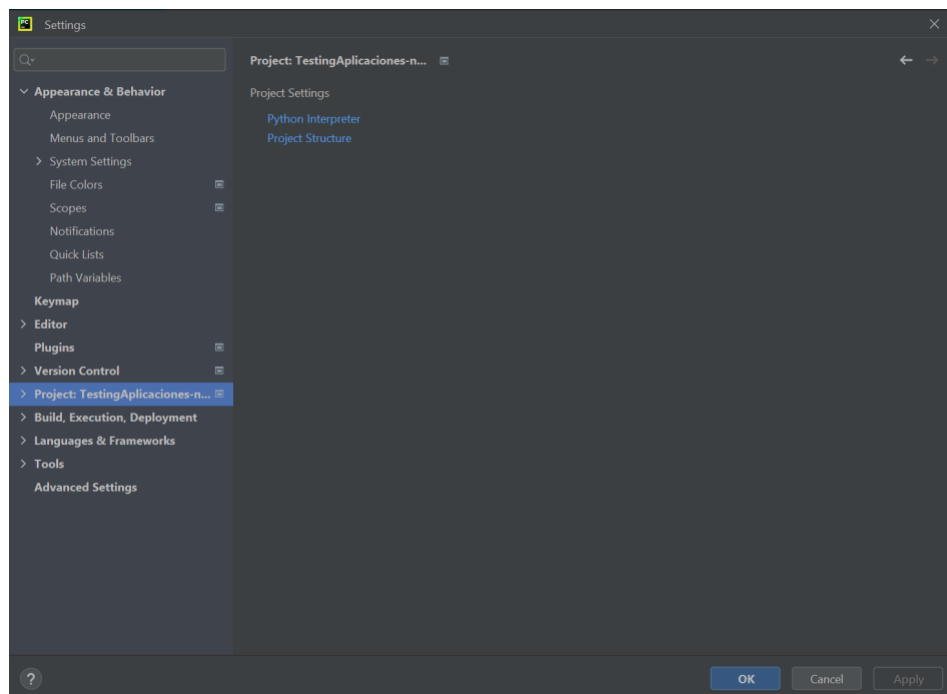 PC
Settings
Appearance & Behavior
Appearance
Menus and Toolbars
System Settings
File Colors
Scopes
Notifications
Quick Lists
Path Variables
Keymap
Editor
Plugins
Version Control
Project: TestingAplicaciones-n...
Build, Execution, Deployment
Languages & Frameworks
Tools
Advanced Settings
Project: TestingAplicaciones-n...
Project Settings
Python Interpreter
Project Structure
?
OK
Cancel
Apply